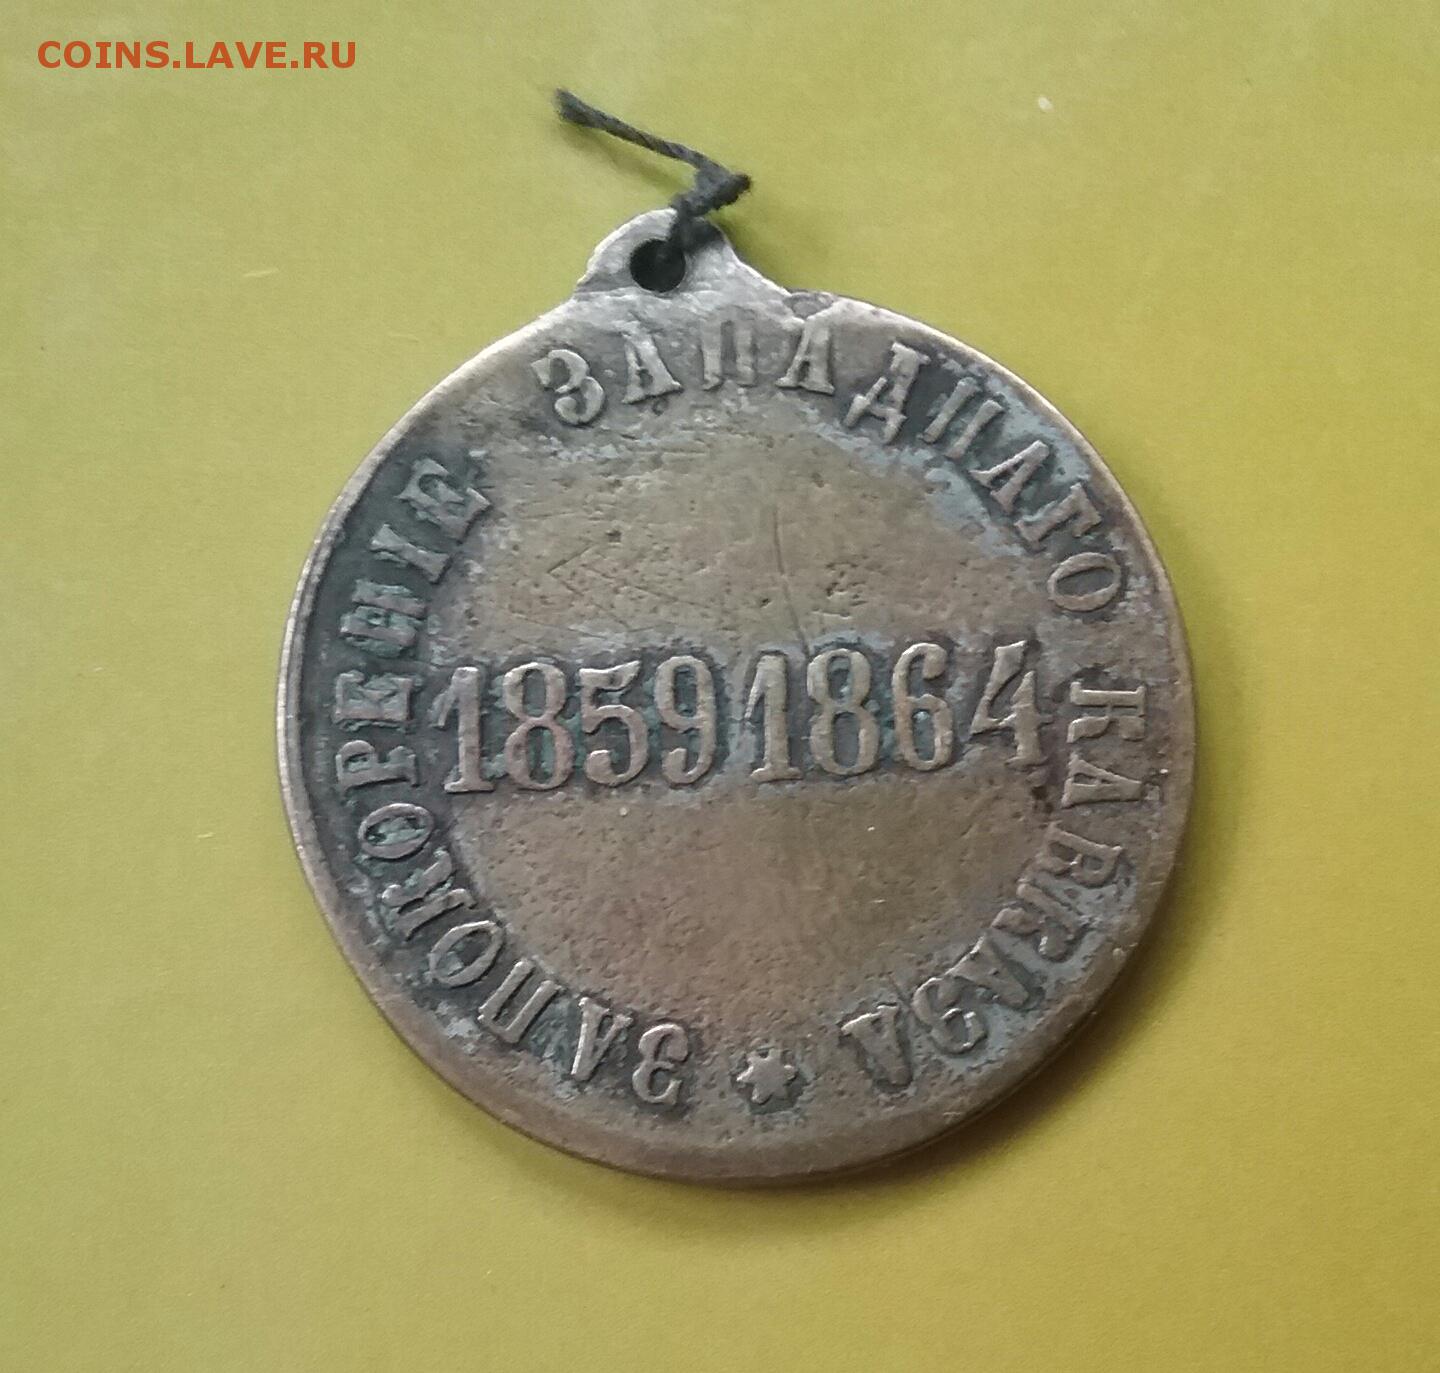 COINS.LAVE.RU
ЗА ПОКОРЕНІЕ ЗАПАДНАГО КАВКАЗА
1859 1864